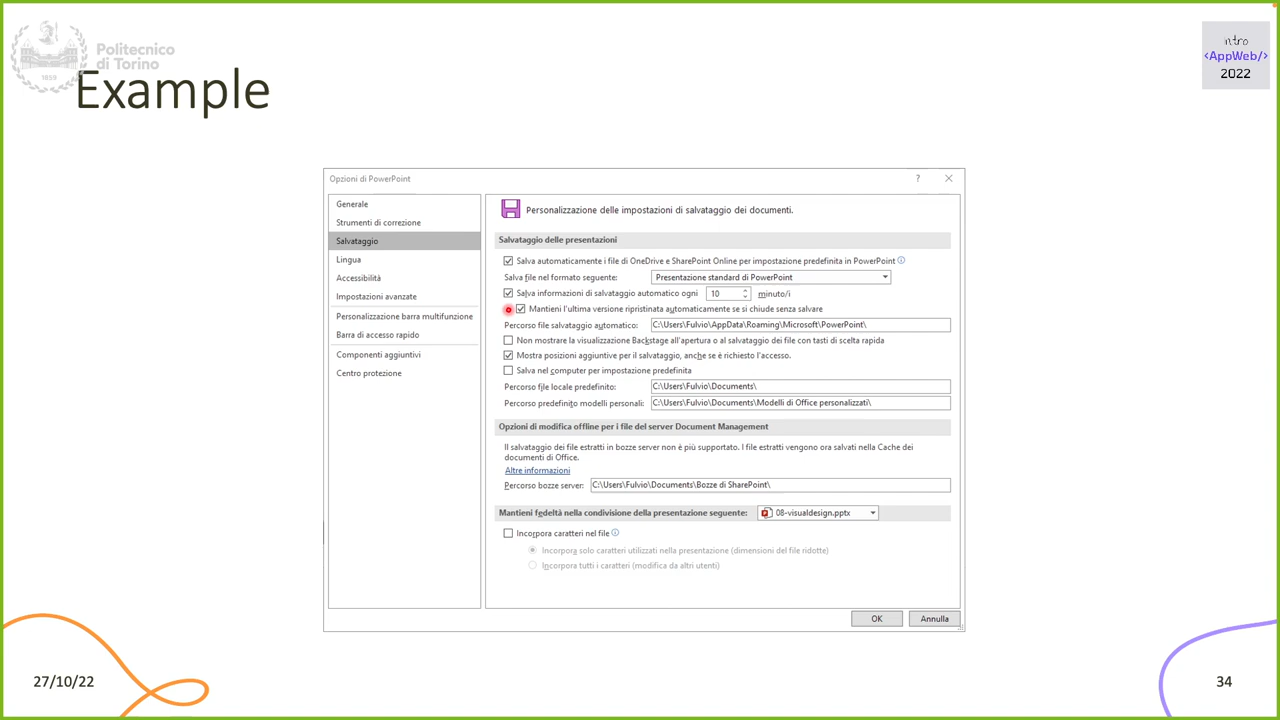 Politecnico
di Torino
1859
Example
intro
<AppWeb/>
2022
Opzioni di PowerPoint
?
Generale
Strumenti di correzione
Salvataggio
Lingua
Accessibilità
Impostazioni avanzate
Personalizzazione barra multifunzione
Barra di accesso rapido
Componenti aggiuntivi
Centro protezione
Personalizzazione delle impostazioni di salvataggio dei documenti.
Salvataggio delle presentazioni
Salva automaticamente i file di OneDrive e SharePoint Online per impostazione predefinita in PowerPoint
Salva file nel formato seguente: Presentazione standard di PowerPoint
Salva informazioni di salvataggio automatico ogni 10 minuto/i
Mantieni l'ultima versione ripristinata automaticamente se si chiude senza salvare
Percorso file salvataggio automatico: C:\Users\Fulvio\AppData\Roaming\Microsoft\PowerPoint\
Non mostrare la visualizzazione Backstage all'apertura o al salvataggio dei file con tasti di scelta rapida
Mostra posizioni aggiuntive per il salvataggio, anche se è richiesto l'accesso.
Salva nel computer per impostazione predefinita
Percorso file locale predefinito: C:\Users\Fulvio\Documents\
Percorso predefinito modelli personali: C:\Users\Fulvio\Documents\Modelli di Office personalizzati\
Opzioni di modifica offline per i file del server Document Management
Il salvataggio dei file estratti in bozze server non è più supportato. I file estratti vengono ora salvati nella Cache dei
documenti di Office.
Altre informazioni
Percorso bozze server: C:\Users\Fulvio\Documents\Bozze di SharePoint\
Mantieni fedeltà nella condivisione della presentazione seguente: 08-visualdesign.pptx
Incorpora caratteri nel file
Incorpora solo caratteri utilizzati nella presentazione (dimensioni del file ridotte)
Incorpora tutti i caratteri (modifica da altri utenti)
OK
Annulla
27/10/22
34